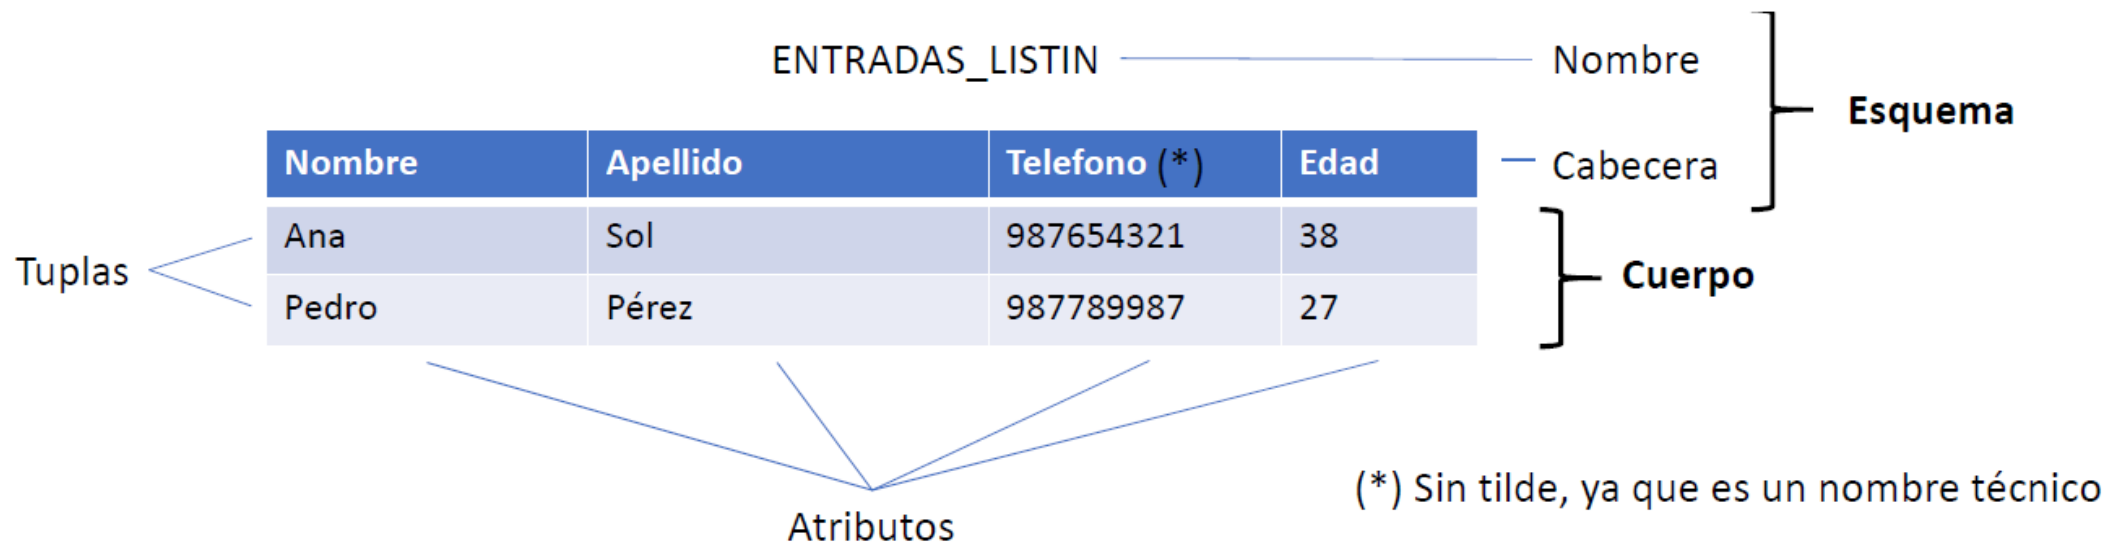 ENTRADAS_LISTIN Nombre
Esquema
Nombre Apellido Telefono (*) Edad Cabecera
Ana Sol 987654321 38
Tuplas Cuerpo
Pedro Pérez 987789987 27
(*) Sin tilde, ya que es un nombre técnico
Atributos